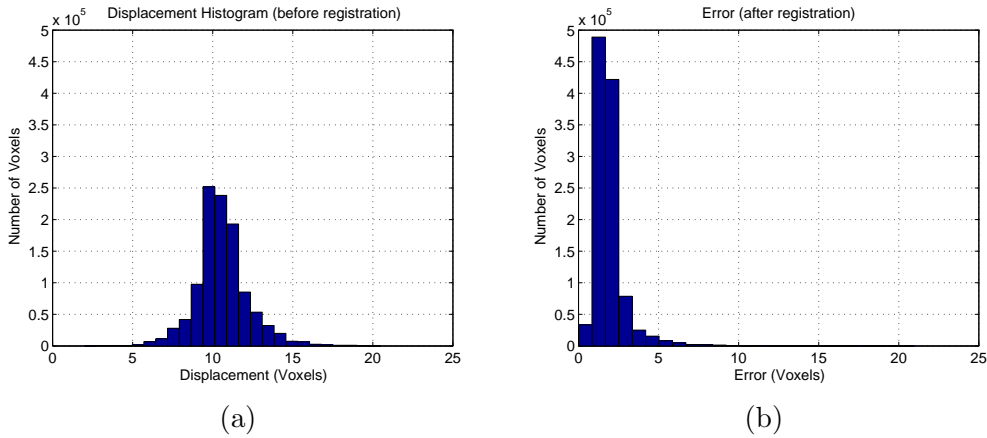 Displacement Histogram (before registration)
x 10^5
5
4.5
4
3.5
3
2.5
2
1.5
1
0.5
0
Number of Voxels
0 5 10 15 20 25
Displacement (Voxels)
(a)
Error (after registration)
x 10^5
5
4.5
4
3.5
3
2.5
2
1.5
1
0.5
0
Number of Voxels
0 5 10 15 20 25
Error (Voxels)
(b)